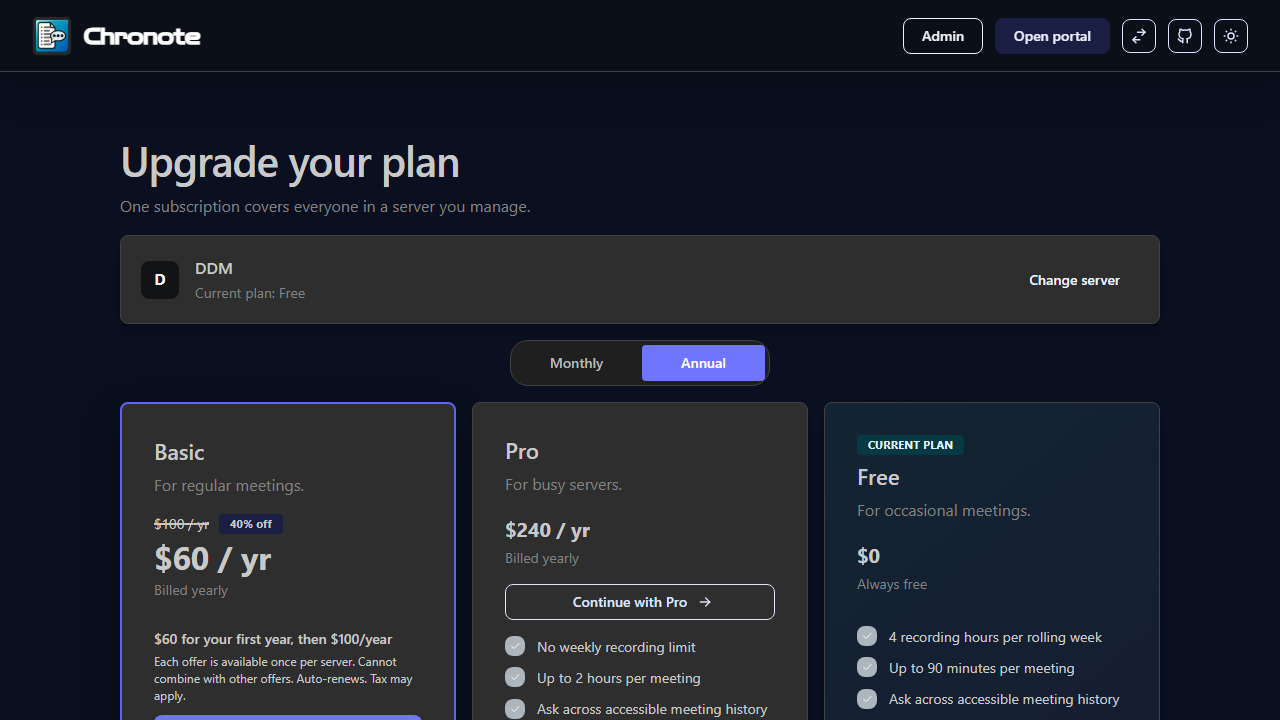 Chronote
Admin
Open portal
Upgrade your plan
One subscription covers everyone in a server you manage.
D
DDM
Current plan: Free
Change server
Monthly
Annual
Basic
For regular meetings.
$100 / yr
40% off
$60 / yr
Billed yearly
$60 for your first year, then $100/year
Each offer is available once per server. Cannot
combine with other offers. Auto-renews. Tax may
apply.
Pro
For busy servers.
$240 / yr
Billed yearly
Continue with Pro →
No weekly recording limit
Up to 2 hours per meeting
Ask across accessible meeting history
CURRENT PLAN
Free
For occasional meetings.
$0
Always free
4 recording hours per rolling week
Up to 90 minutes per meeting
Ask across accessible meeting history